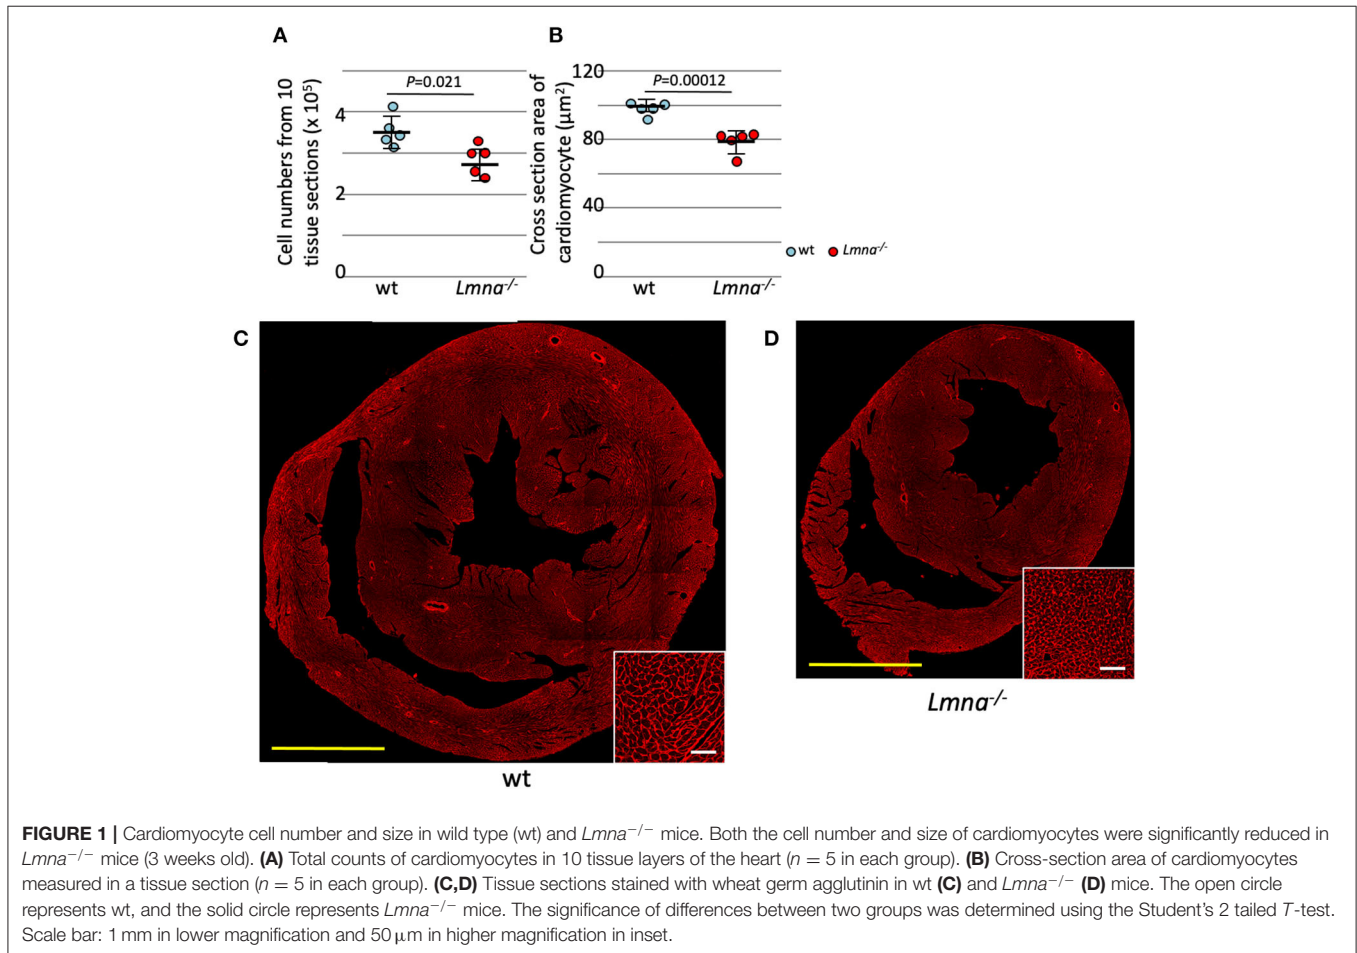 A
B
Cell numbers from 10
tissue sections (x 10⁵)
P=0.021
4
2
0
wt
Lmna⁻/⁻
Cross section area of
cardiomyocyte (μm²)
P=0.00012
120
80
40
0
wt
Lmna⁻/⁻
wt Lmna⁻/⁻
C
D
wt
Lmna⁻/⁻
FIGURE 1 | Cardiomyocyte cell number and size in wild type (wt) and Lmna⁻/⁻ mice. Both the cell number and size of cardiomyocytes were significantly reduced in
Lmna⁻/⁻ mice (3 weeks old). (A) Total counts of cardiomyocytes in 10 tissue layers of the heart (n = 5 in each group). (B) Cross-section area of cardiomyocytes
measured in a tissue section (n = 5 in each group). (C,D) Tissue sections stained with wheat germ agglutinin in wt (C) and Lmna⁻/⁻ (D) mice. The open circle
represents wt, and the solid circle represents Lmna⁻/⁻ mice. The significance of differences between two groups was determined using the Student's 2 tailed T-test.
Scale bar: 1 mm in lower magnification and 50 μm in higher magnification in inset.